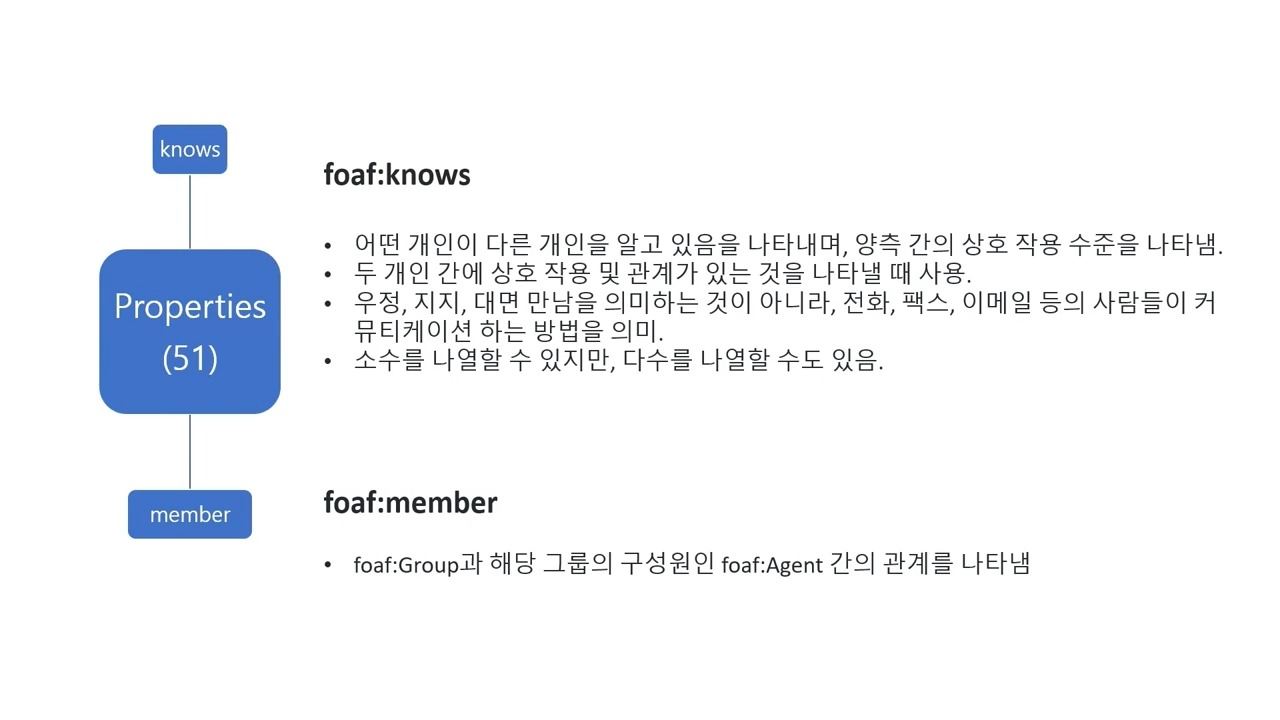 knows
Properties
(51)
member
foaf:knows
• 어떤 개인이 다른 개인을 알고 있음을 나타내며, 양측 간의 상호 작용 수준을 나타냄.
• 두 개인 간에 상호 작용 및 관계가 있는 것을 나타낼 때 사용.
• 우정, 지지, 대면 만남을 의미하는 것이 아니라, 전화, 팩스, 이메일 등의 사람들이 커
뮤티케이션 하는 방법을 의미.
• 소수를 나열할 수 있지만, 다수를 나열할 수도 있음.
foaf:member
• foaf:Group과 해당 그룹의 구성원인 foaf:Agent 간의 관계를 나타냄